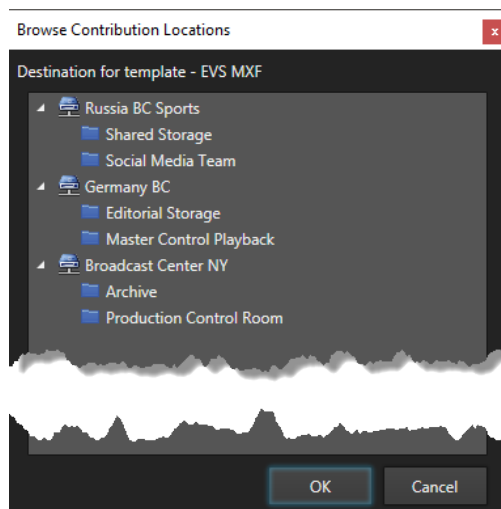 Browse Contribution Locations
x
Destination for template - EVS MXF
Russia BC Sports
Shared Storage
Social Media Team
Germany BC
Editorial Storage
Master Control Playback
Broadcast Center NY
Archive
Production Control Room
OK
Cancel